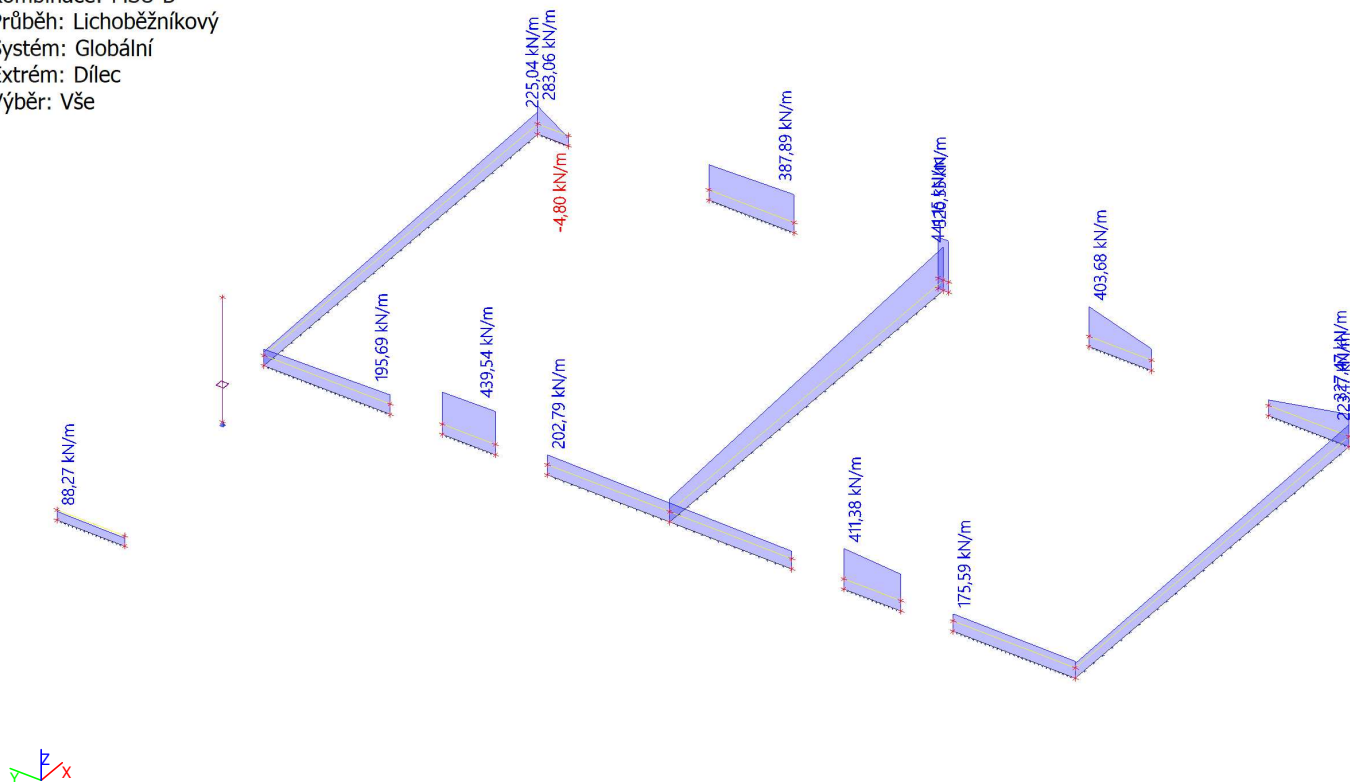 Průběh: Lichoběžníkový
Systém: Globální
Extrém: Dílec
Výběr: Vše
225,04 kN/m
283,06 kN/m
-4,80 kN/m
387,89 kN/m
403,68 kN/m
195,69 kN/m
439,54 kN/m
202,79 kN/m
88,27 kN/m
411,38 kN/m
175,59 kN/m
Z
Y
X